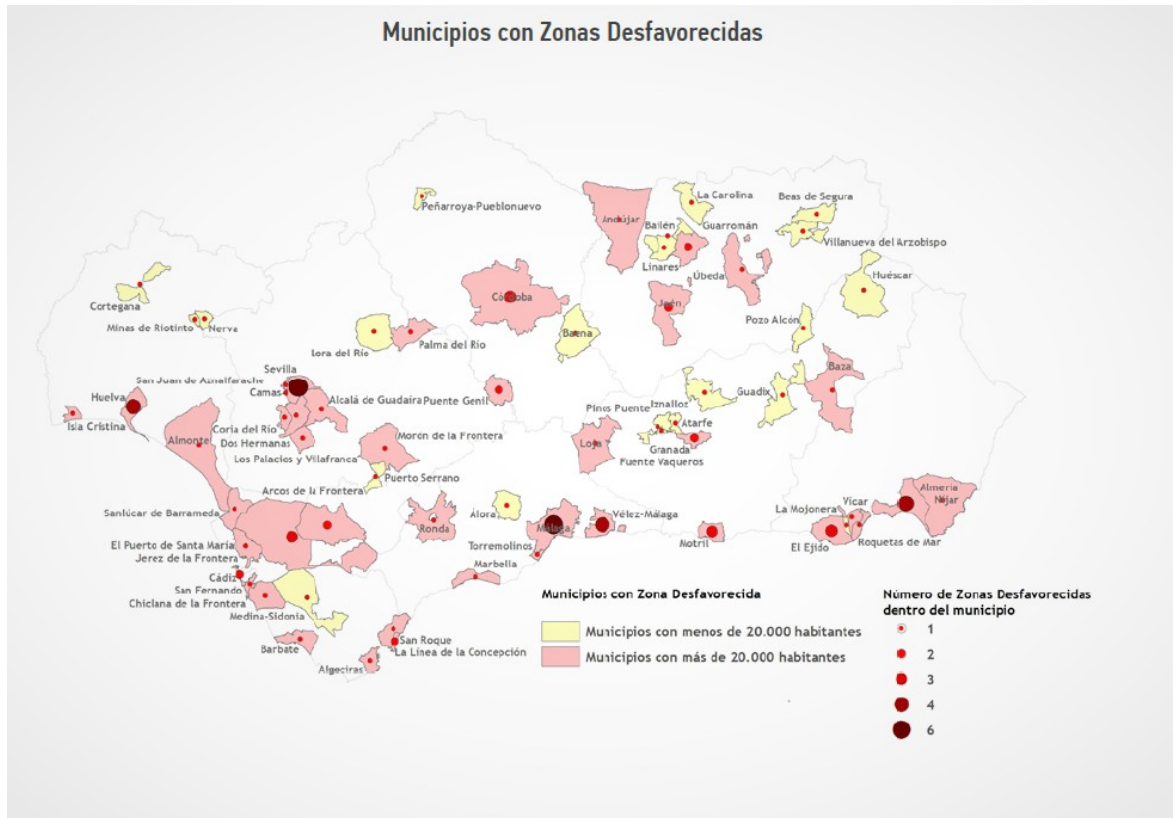 Municipios con Zonas Desfavorecidas
La Carolina
Beas de Segura
Peñarroya-Pueblonuevo
Andújar
Bailén
Guarromán
Villanueva del Arzobispo
Linares
Úbeda
Huéscar
Cortegana
Córdoba
Jaén
Minas de Riotinto
Nerva
Pozo Alcón
Baena
Lora del Río
Palma del Río
Sevilla
Baza
San Juan de Aznalfarache
Camas
Huelva
Alcalá de Guadaíra
Puente Genil
Guadix
Iznalloz
Pinos Puente
Atarfe
Isla Cristina
Coria del Río
Dos Hermanas
Almonte
Morón de la Frontera
Loja
Granada
Los Palacios y Vilafranca
Fuente Vaqueros
Puerto Serrano
Arcos de la Frontera
Almería
Níjar
Vícar
La Mojonera
Sanlúcar de Barrameda
Álora
Vélez-Málaga
Málaga
Ronda
El Puerto de Santa María
Torremolinos
Motril
El Ejido
Roquetas de Mar
Jerez de la Frontera
Marbella
Cádiz
San Fernando
Chiclana de la Frontera
Medina-Sidonia
Barbate
San Roque
La Línea de la Concepción
Algeciras
Municipios con Zona Desfavorecida
Municipios con menos de 20.000 habitantes
Municipios con más de 20.000 habitantes
Número de Zonas Desfavorecidas
dentro del municipio
1
2
3
4
6